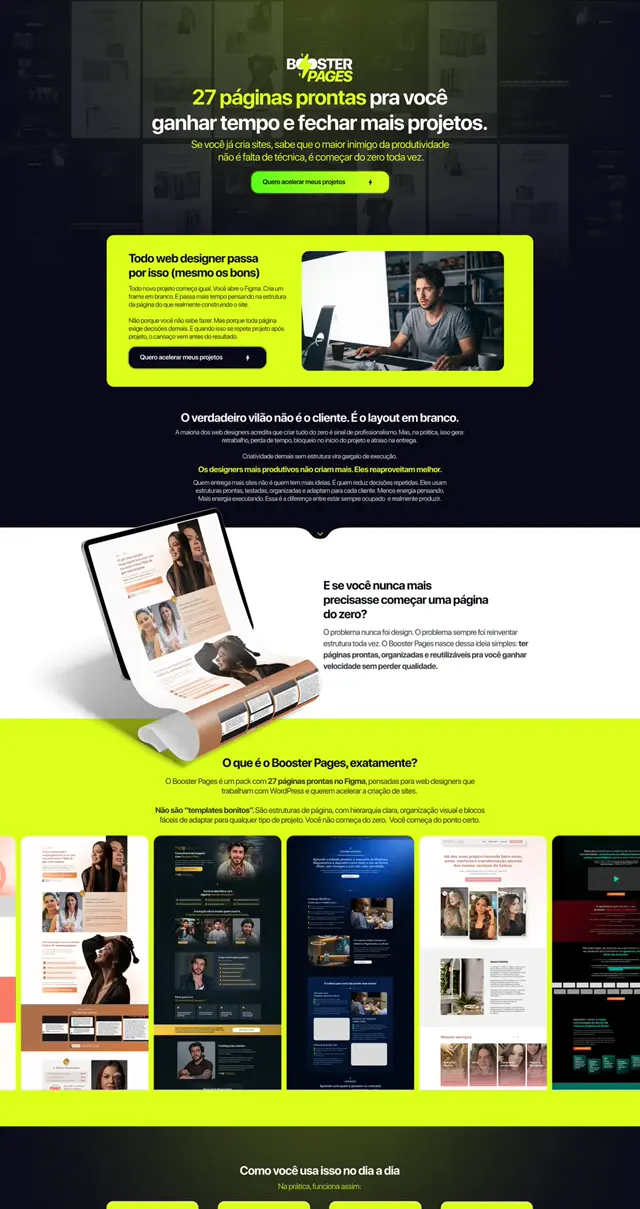 BOOSTER
PAGES
27 páginas prontas pra você
ganhar tempo e fechar mais projetos.
Se você já cria sites, sabe que o maior inimigo da produtividade
não é falta de técnica, é começar do zero toda vez.
Quero acelerar meus projetos
Todo web designer passa
por isso (mesmo os bons)
Todo novo projeto começa igual. Você abre o Figma. Cria um
frame em branco. E passa mais tempo pensando na estrutura
da página do que realmente construindo o site.
Não porque você não sabe fazer. Mas porque toda página
exige decisões demais. E quando isso se repete projeto após
projeto, o cansaço vem antes do resultado.
Quero acelerar meus projetos
O verdadeiro vilão não é o cliente. É o layout em branco.
A maioria dos web designers acredita que criar tudo do zero é sinal de profissionalismo. Mas, na prática, isso gera:
retrabalho, perda de tempo, bloqueio no início do projeto e atraso na entrega.
Criatividade demais sem estrutura vira gargalo de execução.
Os designers mais produtivos não criam mais. Eles reaproveitam melhor.
Quem entrega mais sites não é quem tem mais ideias. É quem reduz decisões repetidas. Eles usam
estruturas prontas, testadas, organizadas e adaptam para cada cliente. Menos energia pensando.
Mais energia executando. Essa é a diferença entre estar sempre ocupado e realmente produzir.
E se você nunca mais
precisasse começar uma página
do zero?
O problema nunca foi design. O problema sempre foi reinventar
estrutura toda vez. O Booster Pages nasce dessa ideia simples: ter
páginas prontas, organizadas e reutilizáveis pra você ganhar
velocidade sem perder qualidade.
O que é o Booster Pages, exatamente?
O Booster Pages é um pack com 27 páginas prontas no Figma, pensadas para web designers que
trabalham com WordPress e querem acelerar a criação de sites.
Não são “templates bonitos”. São estruturas de página, com hierarquia clara, organização visual e blocos
fáceis de adaptar para qualquer tipo de projeto. Você não começa do zero. Você começa do ponto certo.
Nossos serviços
Como você usa isso no dia a dia
Na prática, funciona assim: